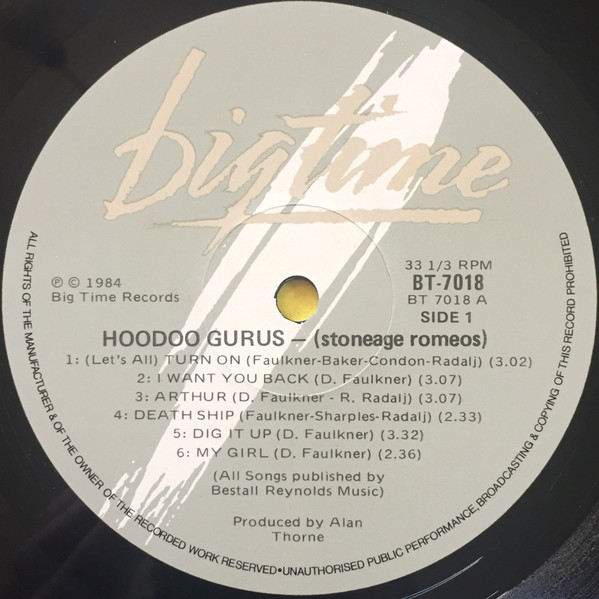 bigtime
℗ © 1984
Big Time Records
33 1/3 RPM
BT-7018
BT 7018 A
SIDE 1
HOODOO GURUS – (stoneage romeos)
1: (Let's All) TURN ON (Faulkner-Baker-Condon-Radalj) (3.02)
2: I WANT YOU BACK (D. Faulkner) (3.07)
3: ARTHUR (D. Faulkner - R. Radalj) (3.07)
4: DEATH SHIP (Faulkner-Sharples-Radalj) (2.33)
5: DIG IT UP (D. Faulkner) (3.32)
6: MY GIRL (D. Faulkner) (2.36)
(All Songs published by
Bestall Reynolds Music)
Produced by Alan
Thorne
ALL RIGHTS OF THE MANUFACTURER & OF THE OWNER OF THE RECORDED WORK RESERVED•UNAUTHORISED PUBLIC PERFORMANCE, BROADCASTING & COPYING OF THIS RECORD PROHIBITED